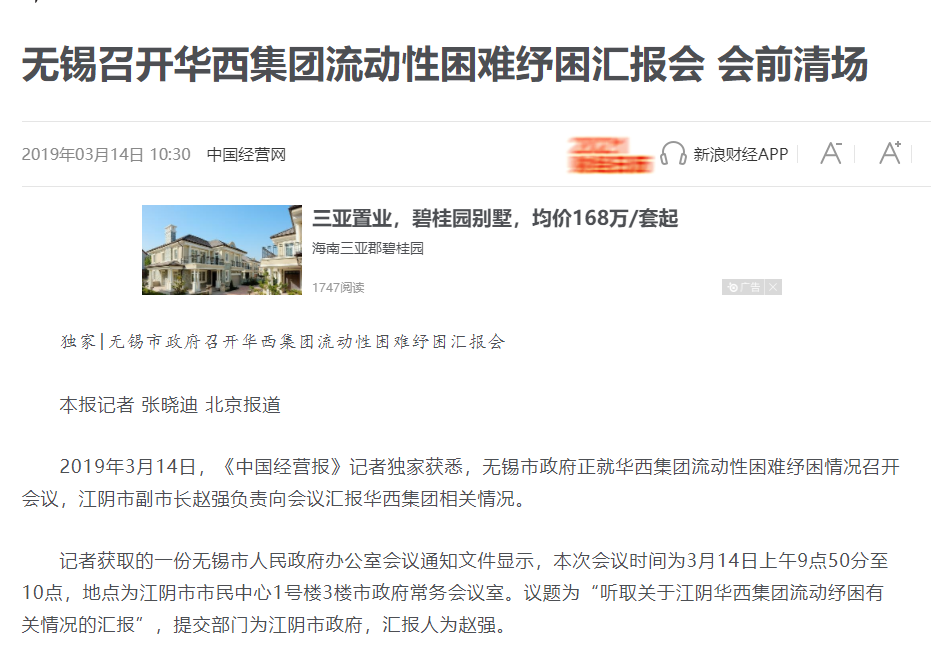 无锡召开华西集团流动性困难纾困汇报会 会前清场
2019年03月14日 10:30 中国经营网
新浪财经APP A- A+
三亚置业，碧桂园别墅，均价168万/套起
海南三亚郡碧桂园
1747阅读
广告
独家|无锡市政府召开华西集团流动性困难纾困汇报会
本报记者 张晓迪 北京报道
2019年3月14日，《中国经营报》记者独家获悉，无锡市政府正就华西集团流动性困难纾困情况召开
会议，江阴市副市长赵强负责向会议汇报华西集团相关情况。
记者获取的一份无锡市人民政府办公室会议通知文件显示，本次会议时间为3月14日上午9点50分至
10点，地点为江阴市市民中心1号楼3楼市政府常务会议室。议题为“听取关于江阴华西集团流动纾困有
关情况的汇报”，提交部门为江阴市政府，汇报人为赵强。